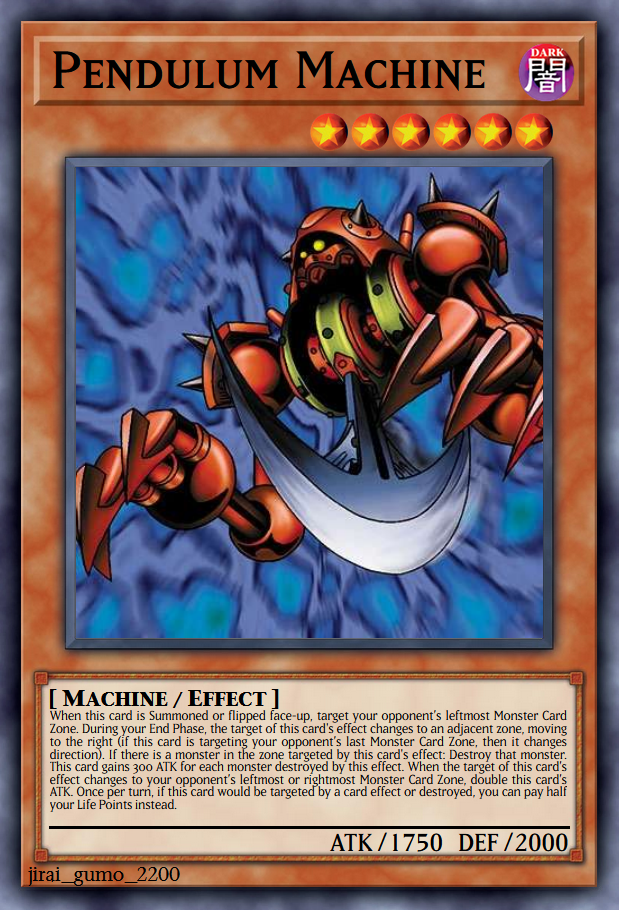 Pendulum Machine
DARK
闇
[ Machine / Effect ]
When this card is Summoned or flipped face-up, target your opponent's leftmost Monster Card
Zone. During your End Phase, the target of this card's effect changes to an adjacent zone, moving
to the right (if this card is targeting your opponent's last Monster Card Zone, then it changes
direction). If there is a monster in the zone targeted by this card's effect: Destroy that monster.
This card gains 300 ATK for each monster destroyed by this effect. When the target of this card's
effect changes to your opponent's leftmost or rightmost Monster Card Zone, double this card's
ATK. Once per turn, if this card would be targeted by a card effect or destroyed, you can pay half
your Life Points instead.
ATK/1750 DEF/2000
jirai_gumo_2200